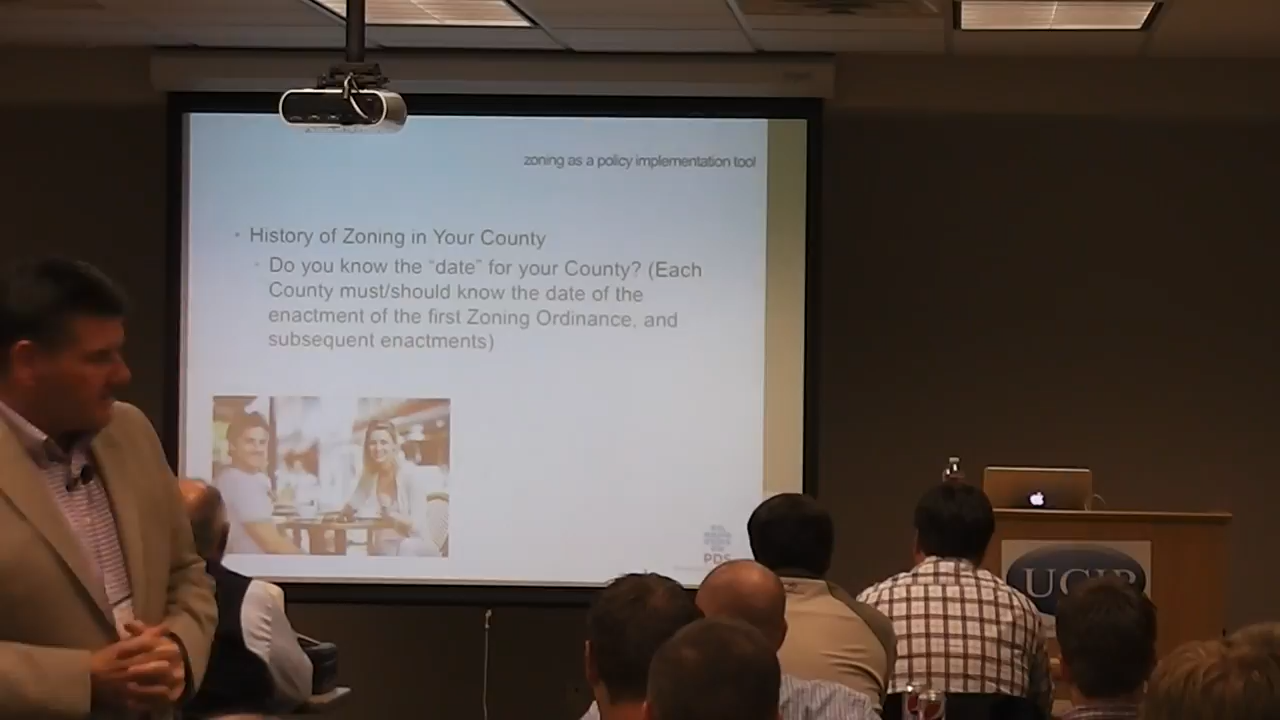 zoning as a policy implementation tool
• History of Zoning in Your County
• Do you know the "date" for your County? (Each
County must/should know the date of the
enactment of the first Zoning Ordinance, and
subsequent enactments)
PDS
UCIP